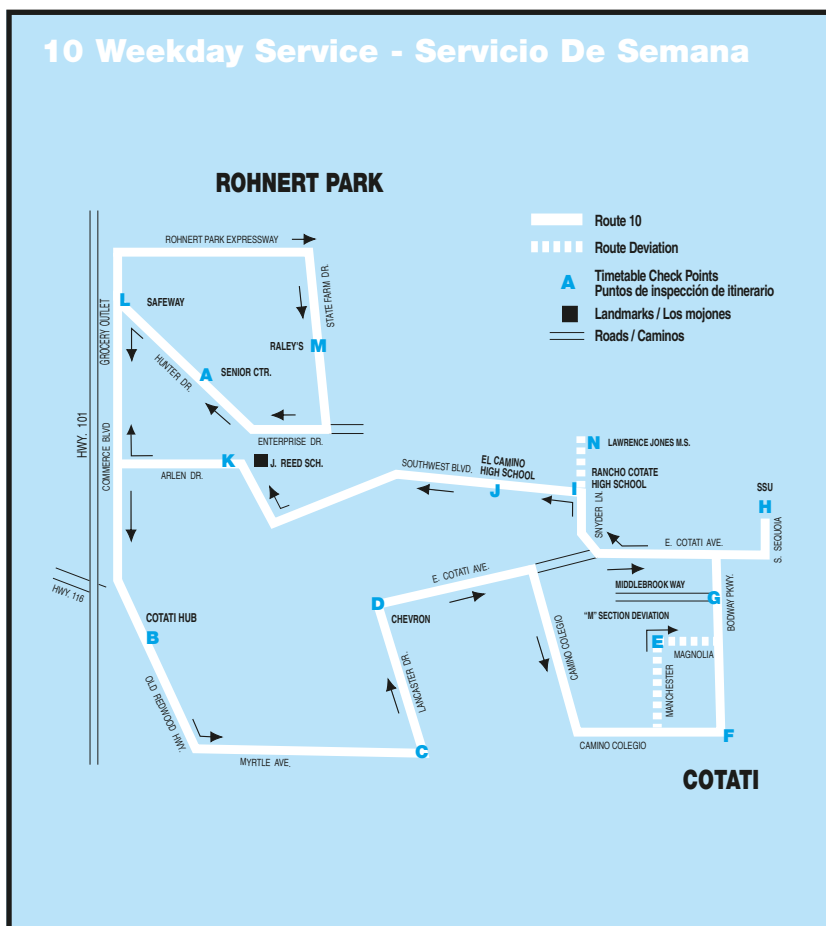 10 Weekday Service - Servicio De Semana
ROHNERT PARK
Route 10
Route Deviation
A
Timetable Check Points
Puntos de inspección de itinerario
Landmarks / Los mojones
Roads / Caminos
ROHNERT PARK EXPRESSWAY
STATE FARM DR.
L
SAFEWAY
GROCERY OUTLET
RALEY'S
M
HUNTER DR.
A
SENIOR CTR.
ENTERPRISE DR.
HWY. 101
COMMERCE BLVD
ARLEN DR.
K
J. REED SCH.
SOUTHWEST BLVD.
EL CAMINO
HIGH SCHOOL
J
I
N
LAWRENCE JONES M.S.
RANCHO COTATE
HIGH SCHOOL
SNYDER LN.
SSU
H
S. SEQUOIA
E. COTATI AVE.
E. COTATI AVE.
HWY. 116
D
CHEVRON
MIDDLEBROOK WAY
G
BODWAY PKWY.
"M" SECTION DEVIATION
E
MAGNOLIA
MANCHESTER
COTATI HUB
B
OLD REDWOOD HWY.
LANCASTER DR.
CAMINO COLEGIO
MYRTLE AVE.
C
CAMINO COLEGIO
F
COTATI